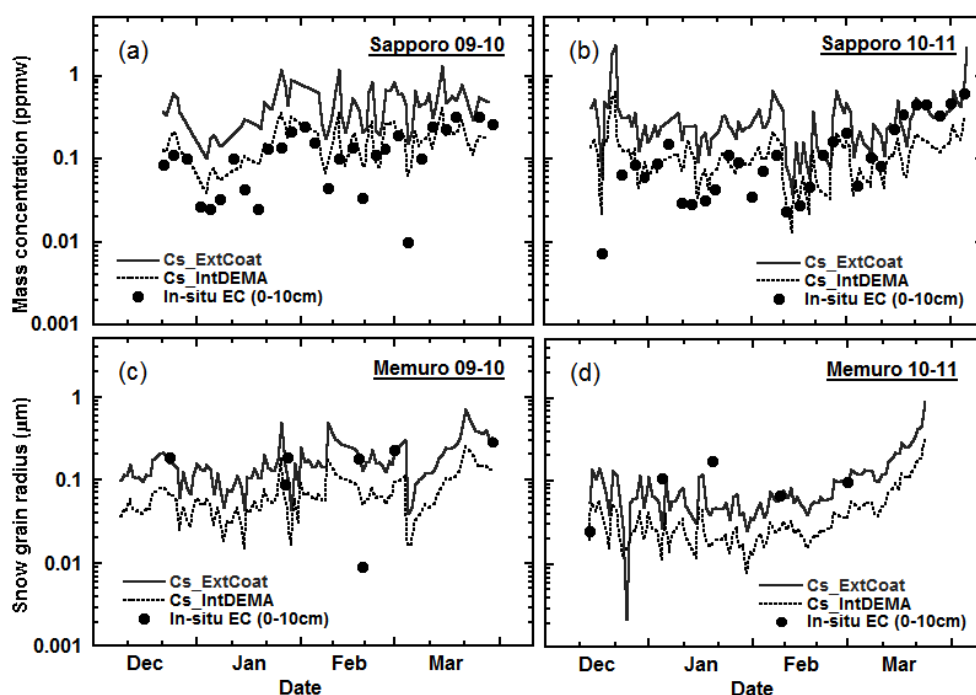 (a)
Sapporo 09-10
Mass concentration (ppmw)
1
0.1
0.01
0.001
Cs_ExtCoat
Cs_IntDEMA
In-situ EC (0-10cm)
(b)
Sapporo 10-11
Cs_ExtCoat
Cs_IntDEMA
In-situ EC (0-10cm)
(c)
Memuro 09-10
Snow grain radius (μm)
1
0.1
0.01
0.001
Cs_ExtCoat
Cs_IntDEMA
In-situ EC (0-10cm)
Dec Jan Feb Mar
Date
(d)
Memuro 10-11
Cs_ExtCoat
Cs_IntDEMA
In-situ EC (0-10cm)
Dec Jan Feb Mar
Date